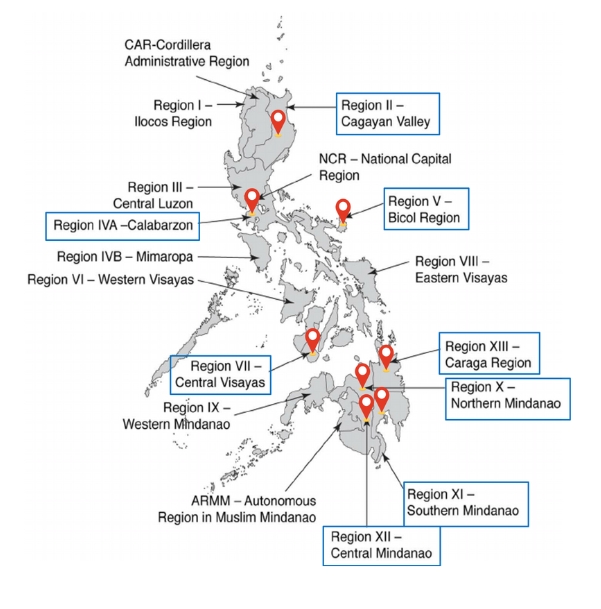 CAR-Cordillera
Administrative Region
Region I –
Ilocos Region
Region II –
Cagayan Valley
NCR – National Capital
Region
Region III –
Central Luzon
Region V –
Bicol Region
Region IVA –Calabarzon
Region IVB – Mimaropa
Region VI – Western Visayas
Region VIII –
Eastern Visayas
Region XIII –
Caraga Region
Region VII –
Central Visayas
Region X –
Northern Mindanao
Region IX –
Western Mindanao
ARMM – Autonomous
Region in Muslim Mindanao
Region XI –
Southern Mindanao
Region XII –
Central Mindanao